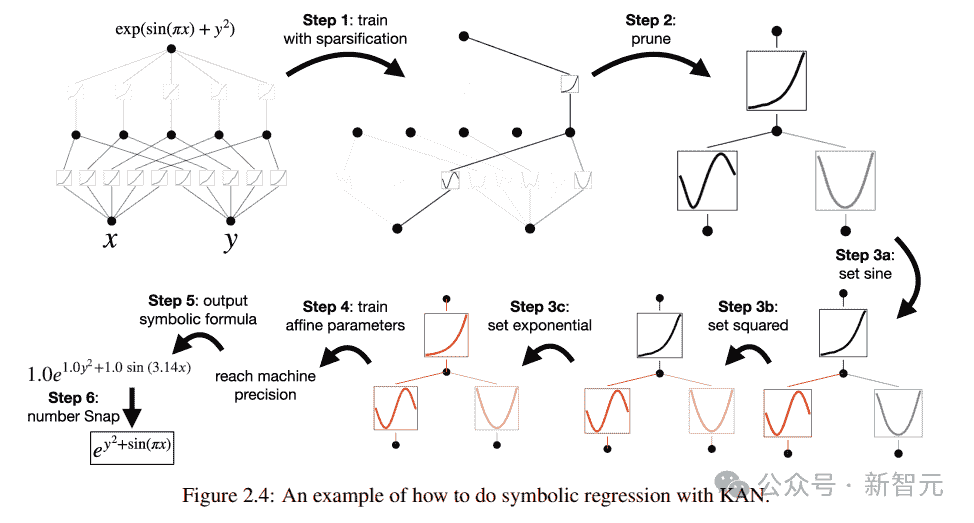 exp(sin(πx) + y²)
Step 1: train
with sparsification
Step 2:
prune
x
y
Step 3a:
set sine
Step 3b:
set squared
Step 3c:
set exponential
Step 4: train
affine parameters
reach machine
precision
Step 5: output
symbolic formula
1.0e^{1.0y²+1.0 sin (3.14x)}
Step 6:
number Snap
e^{y²+sin(πx)}
公众号 · 新智元
Figure 2.4: An example of how to do symbolic regression with KAN.